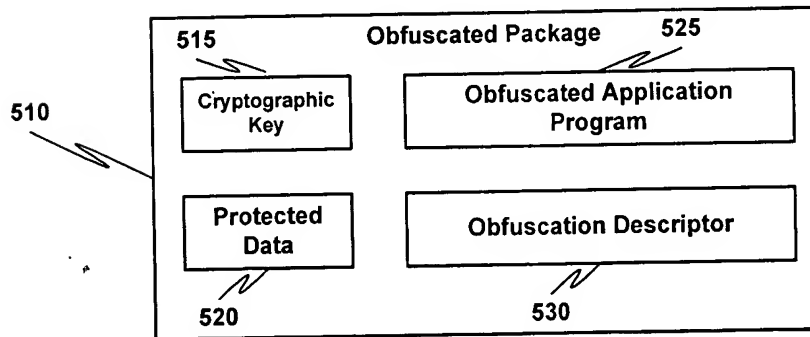 515
Obfuscated Package
525
Cryptographic
Key
Obfuscated Application
Program
510
Protected
Data
Obfuscation Descriptor
520
530